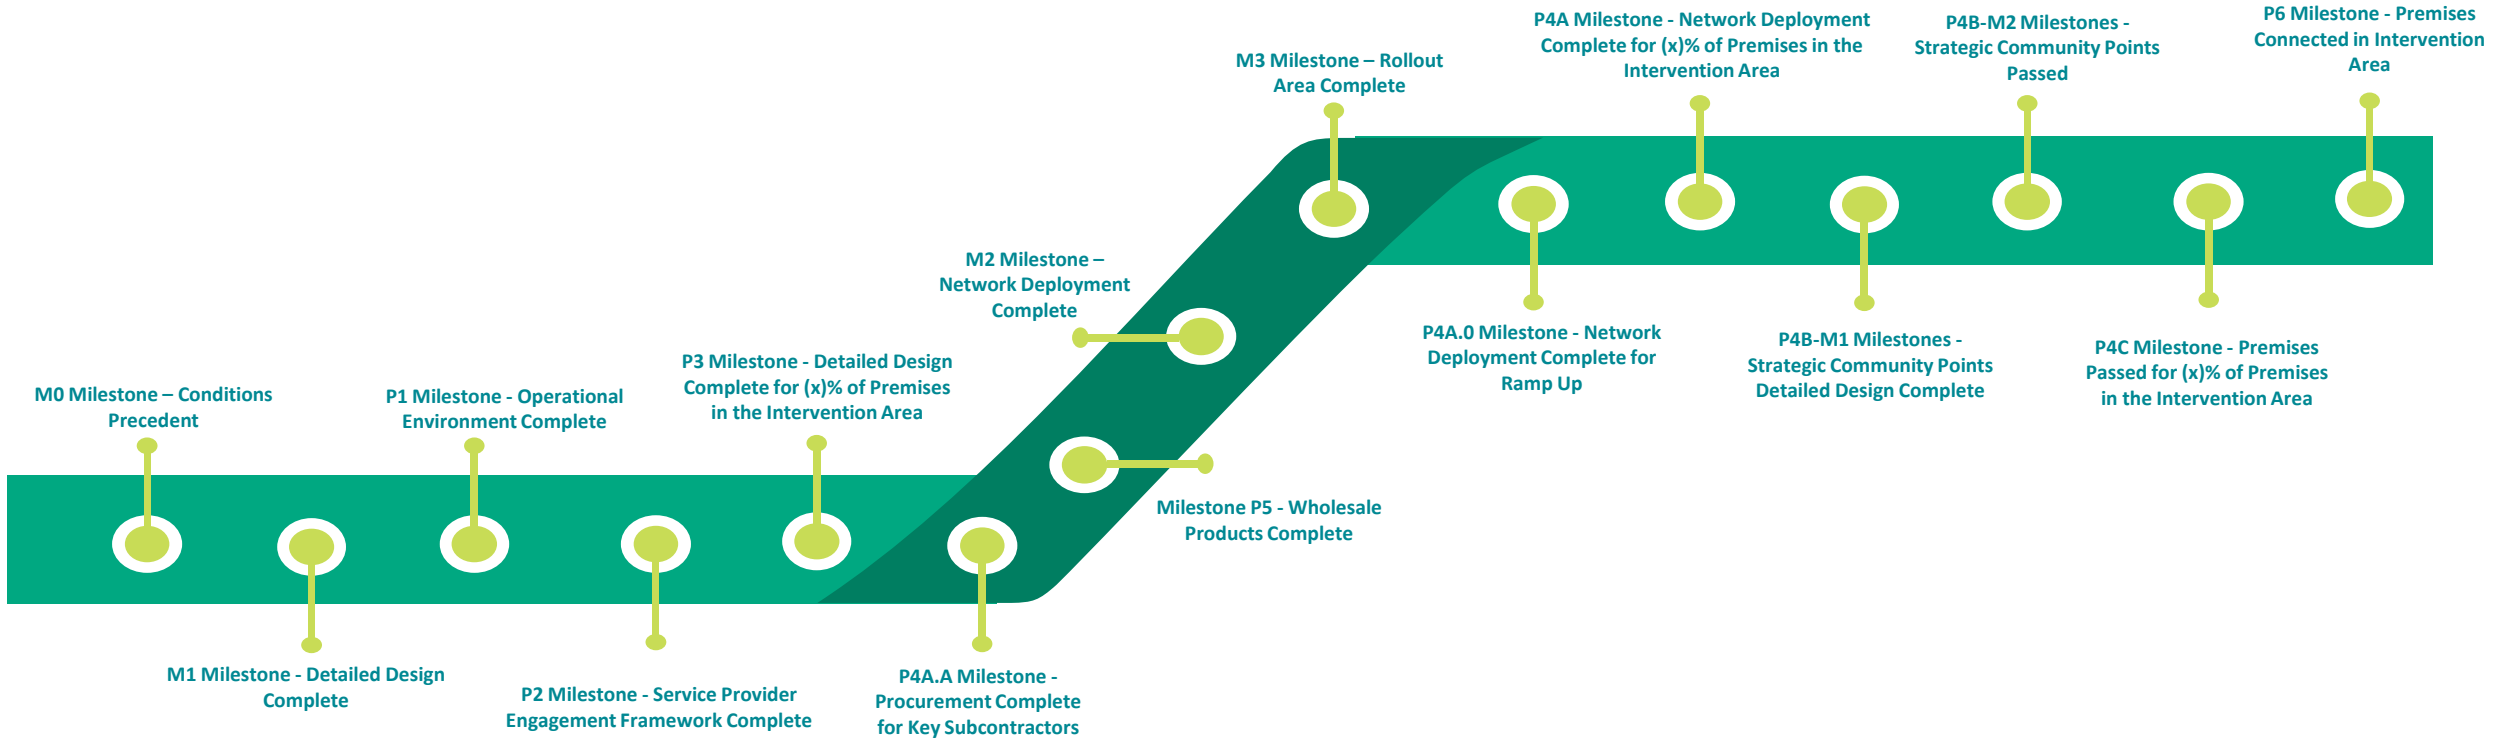 M0 Milestone – Conditions
Precedent
M1 Milestone - Detailed Design
Complete
P1 Milestone - Operational
Environment Complete
P2 Milestone - Service Provider
Engagement Framework Complete
P3 Milestone - Detailed Design
Complete for (x)% of Premises
in the Intervention Area
P4A.A Milestone -
Procurement Complete
for Key Subcontractors
Milestone P5 - Wholesale
Products Complete
M2 Milestone –
Network Deployment
Complete
M3 Milestone – Rollout
Area Complete
P4A.0 Milestone - Network
Deployment Complete for
Ramp Up
P4A Milestone - Network Deployment
Complete for (x)% of Premises in the
Intervention Area
P4B-M1 Milestones -
Strategic Community Points
Detailed Design Complete
P4B-M2 Milestones -
Strategic Community Points
Passed
P4C Milestone - Premises
Passed for (x)% of Premises
in the Intervention Area
P6 Milestone - Premises
Connected in Intervention
Area